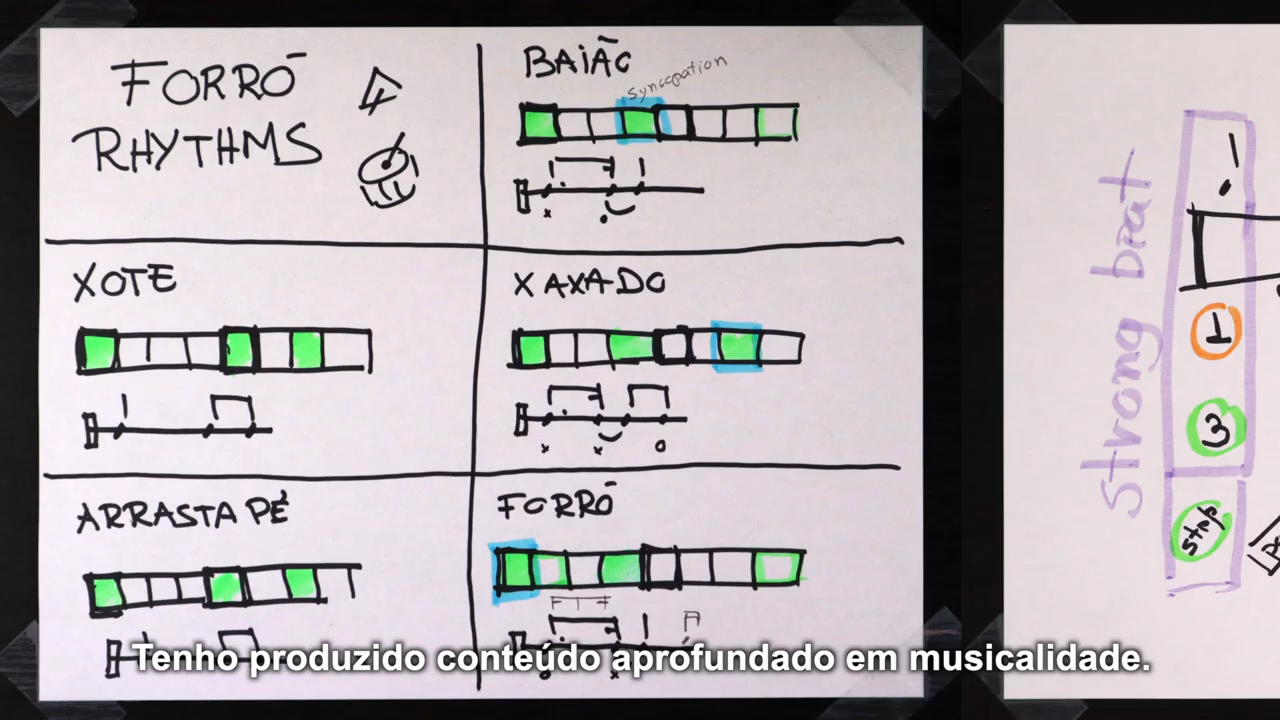 FORRÓ
RHYTHMS
BAIÃO
syncopation
XOTE
XAXADO
ARRASTA PÉ
FORRÓ
strong beat
1
3
step
Tenho produzido conteúdo aprofundado em musicalidade.